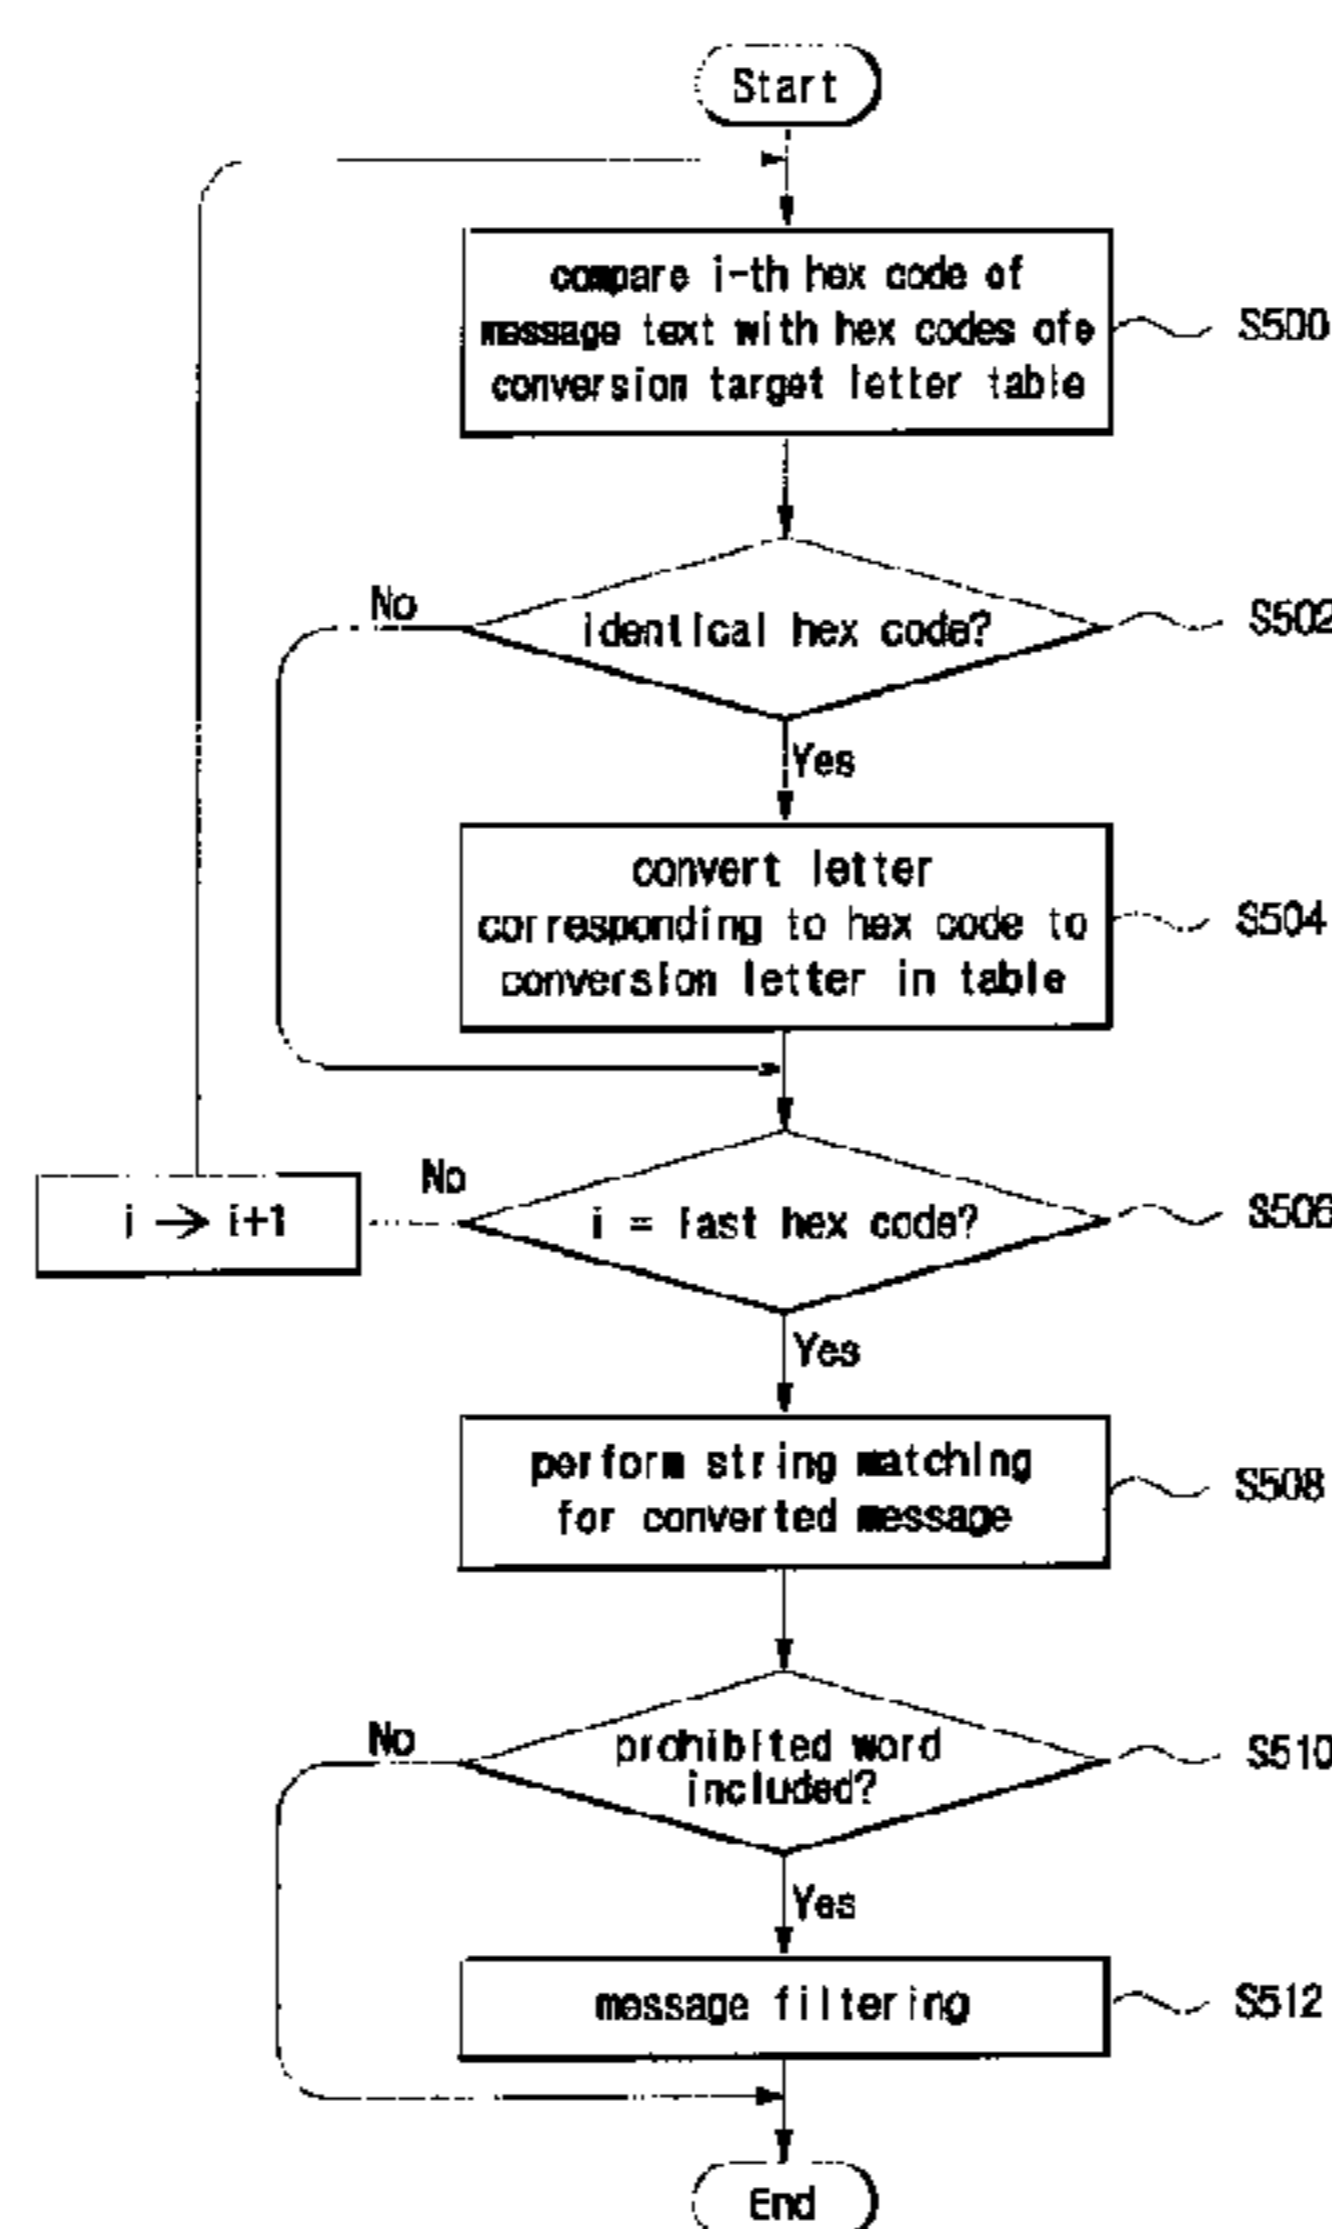 Start
compare i-th hex code of
message text with hex codes ofe
conversion target letter table
S500
No
identical hex code?
S502
Yes
convert letter
corresponding to hex code to
conversion letter in table
S504
No
i → i+1
i = last hex code?
S506
Yes
perform string matching
for converted message
S508
No
prohibited word
included?
S510
Yes
message filtering
S512
End